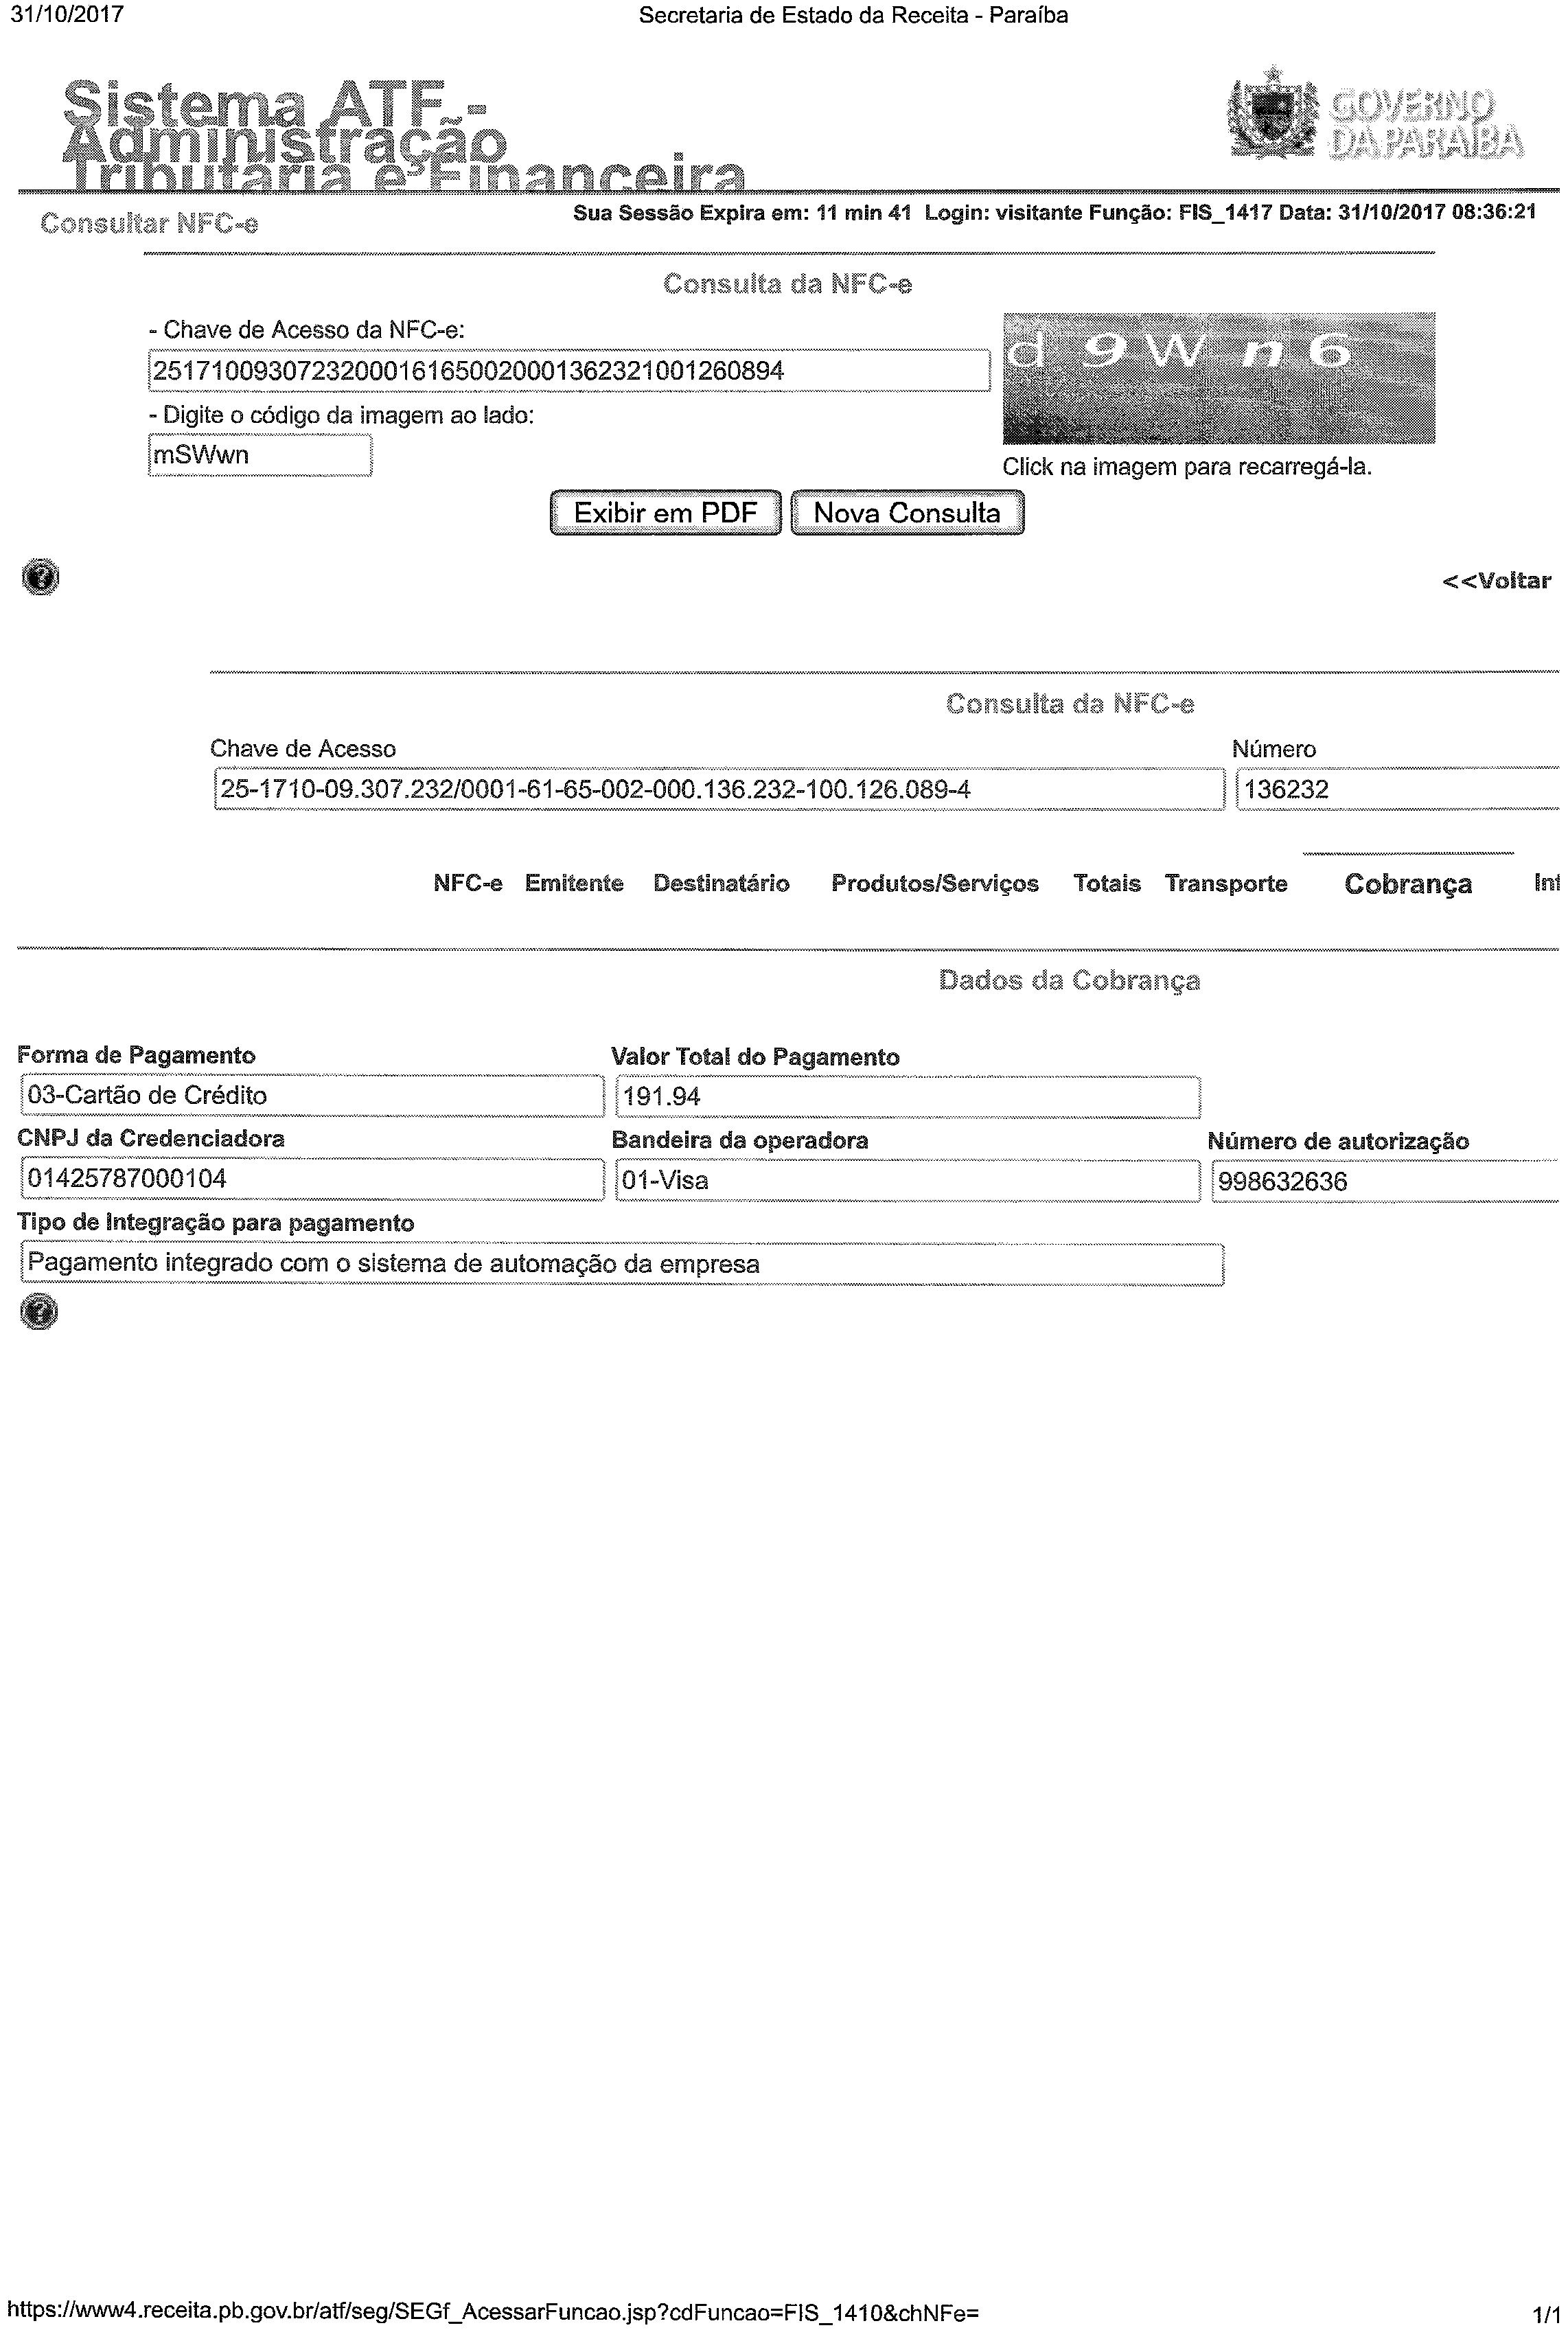 31/10/2017 Secretaria de Estado da Receita - Paraíba
Sistema ATF -
Administração
Tributária e Financeira
GOVERNO
DA PARAÍBA
Consultar NFC-e
Sua Sessão Expira em: 11 min 41 Login: visitante Função: FIS_1417 Data: 31/10/2017 08:36:21
Consulta da NFC-e
- Chave de Acesso da NFC-e:
25171009307232000161650020001362321001260894
d 9 W n 6
- Digite o código da imagem ao lado:
mSWwn
Click na imagem para recarregá-la.
Exibir em PDF Nova Consulta
<<Voltar
Consulta da NFC-e
Chave de Acesso Número
25-1710-09.307.232/0001-61-65-002-000.136.232-100.126.089-4 136232
NFC-e Emitente Destinatário Produtos/Serviços Totais Transporte Cobrança Inf
Dados da Cobrança
Forma de Pagamento Valor Total do Pagamento
03-Cartão de Crédito 191.94
CNPJ da Credenciadora Bandeira da operadora Número de autorização
01425787000104 01-Visa 998632636
Tipo de Integração para pagamento
Pagamento integrado com o sistema de automação da empresa
https://www4.receita.pb.gov.br/atf/seg/SEGf_AcessarFuncao.jsp?cdFuncao=FIS_1410&chNFe= 1/1